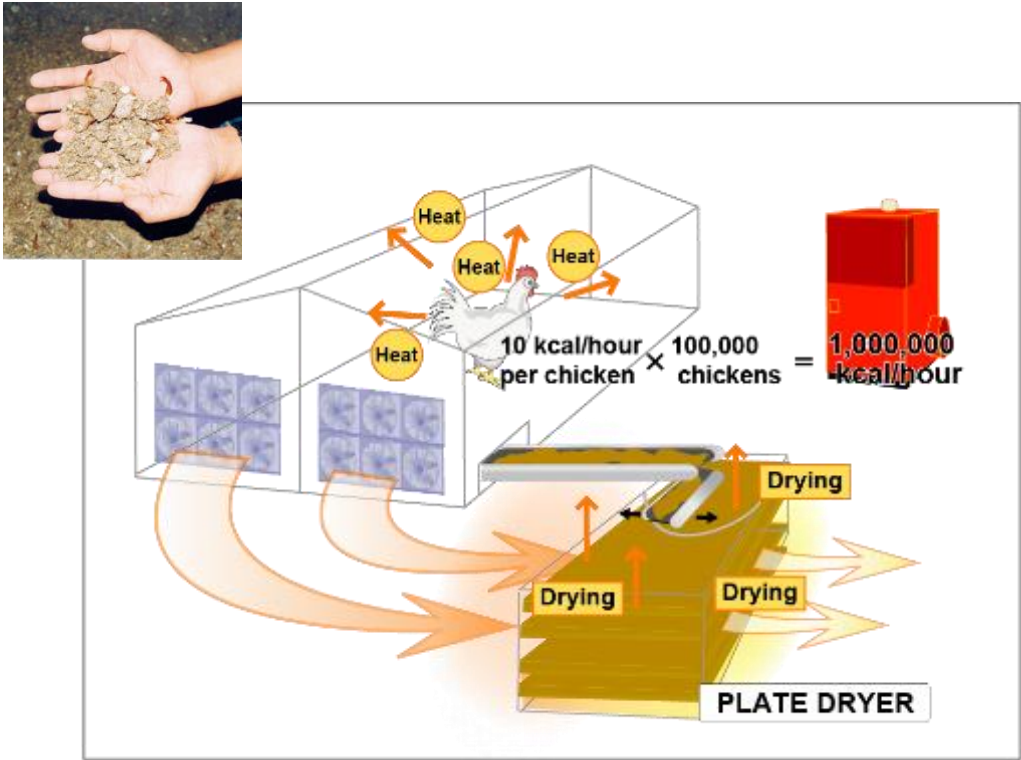 Heat
Heat
Heat
Heat
10 kcal/hour
per chicken
×
100,000
chickens
=
1,000,000
kcal/hour
Drying
Drying
Drying
PLATE DRYER